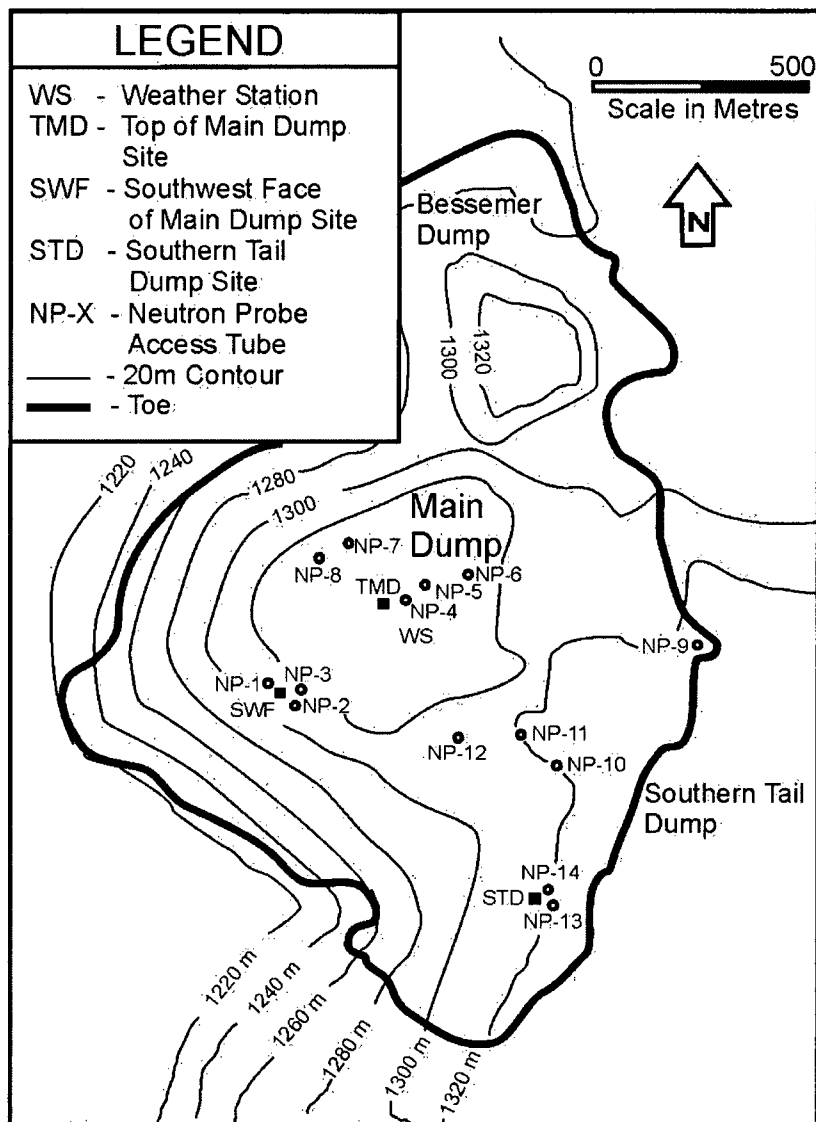 LEGEND
WS - Weather Station
TMD - Top of Main Dump
Site
SWF - Southwest Face
of Main Dump Site
STD - Southern Tail
Dump Site
NP-X - Neutron Probe
Access Tube
- 20m Contour
- Toe
0 500
Scale in Metres
N
Bessemer
Dump
1300
1320
1220
1240
1280
1300
Main
Dump
NP-7
NP-8
NP-6
NP-5
TMD
NP-4
WS
NP-9
NP-1
NP-3
SWF
NP-2
NP-11
NP-12
NP-10
Southern Tail
Dump
NP-14
STD
NP-13
1220 m
1240 m
1260 m
1280 m
1300 m
1320 m